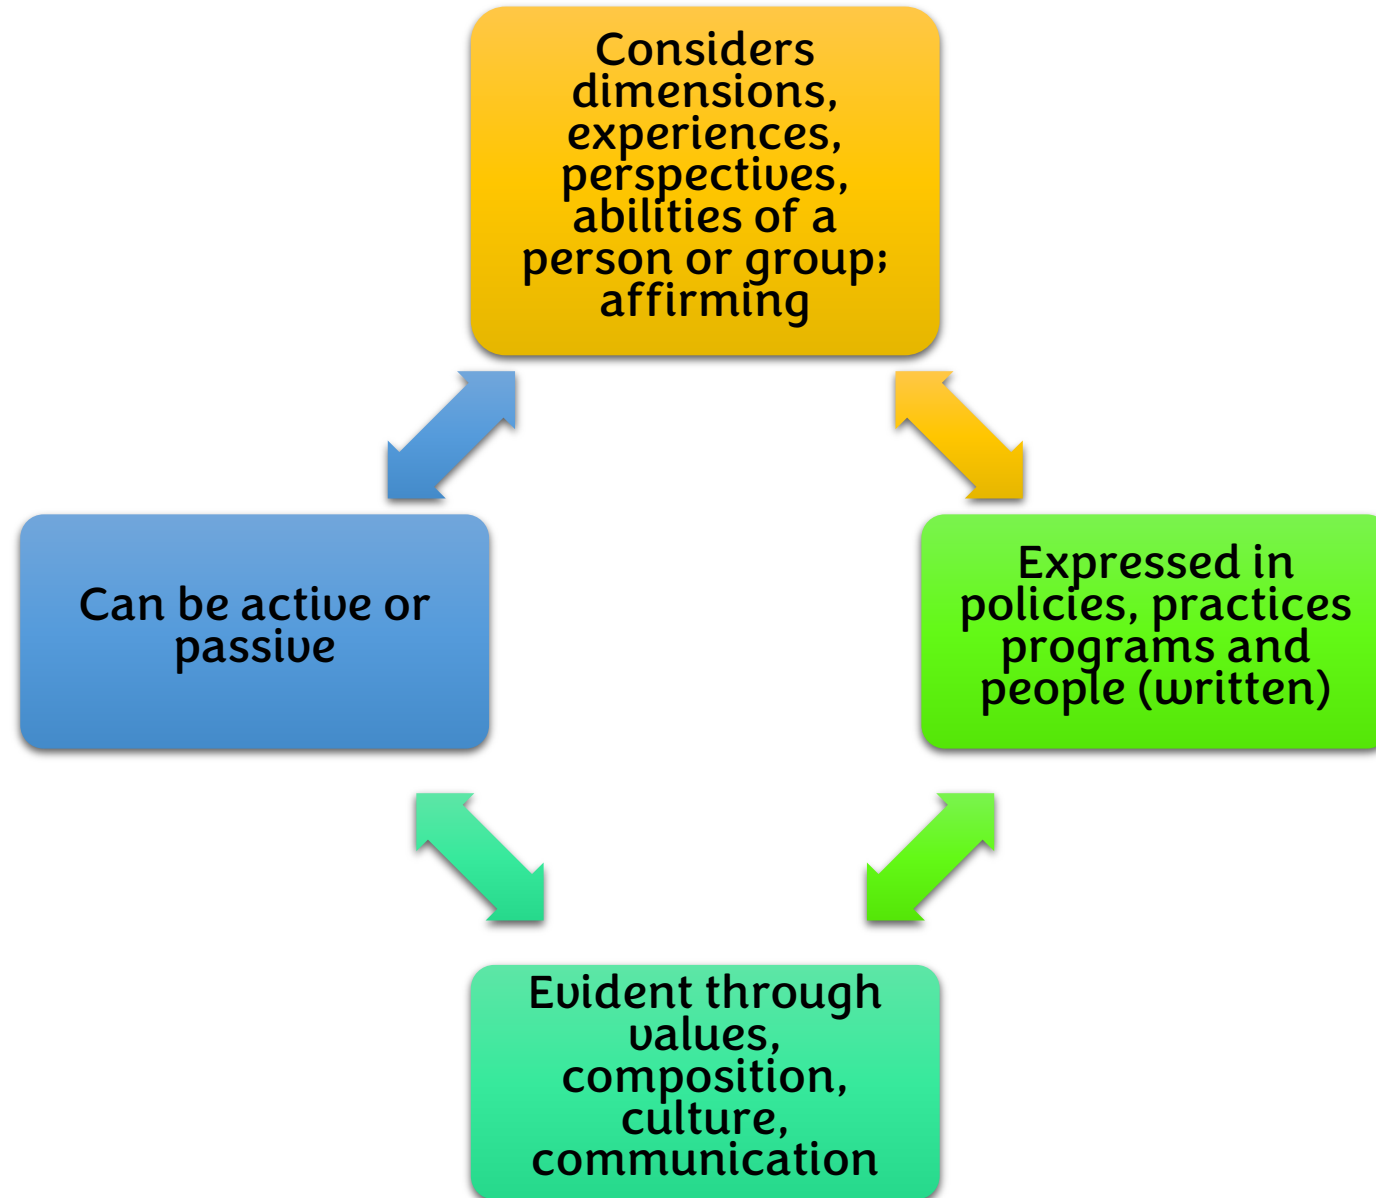 Considers
dimensions,
experiences,
perspectives,
abilities of a
person or group;
affirming
Can be active or
passive
Expressed in
policies, practices
programs and
people (written)
Evident through
values,
composition,
culture,
communication